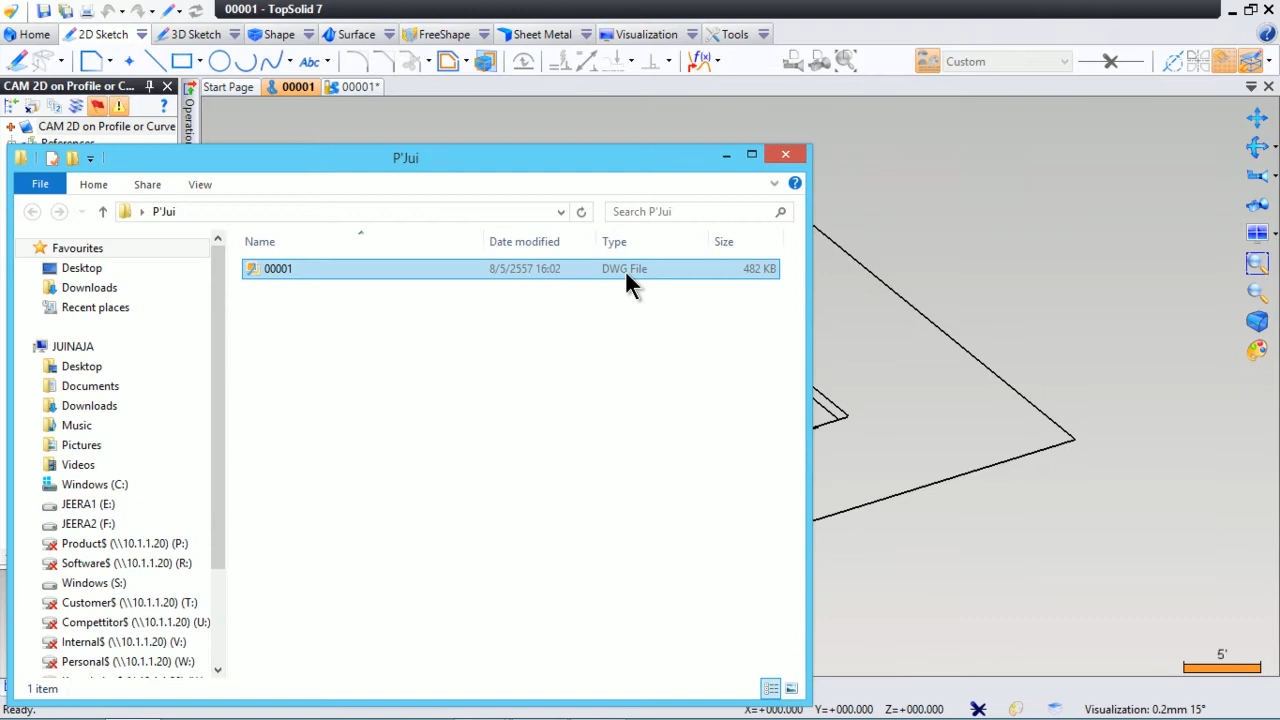 00001 - TopSolid 7
Home
2D Sketch
3D Sketch
Shape
Surface
FreeShape
Sheet Metal
Visualization
Tools
Abc
Custom
CAM 2D on Profile or C...
Start Page
00001
00001*
CAM 2D on Profile or Curve
P'Jui
File
Home
Share
View
P'Jui
Search P'Jui
Name
Date modified
Type
Size
00001
8/5/2557 16:02
DWG File
482 KB
Favourites
Desktop
Downloads
Recent places
JUINAJA
Desktop
Documents
Downloads
Music
Pictures
Videos
Windows (C:)
JEERA1 (E:)
JEERA2 (F:)
Product$ (\\10.1.1.20) (P:)
Software$ (\\10.1.1.20) (R:)
Windows (S:)
Customer$ (\\10.1.1.20) (T:)
Competitor$ (\\10.1.1.20) (U:)
Internal$ (\\10.1.1.20) (V:)
Personal$ (\\10.1.1.20) (W:)
1 item
5'
Ready.
X=+000.000
Y=+000.000
Z=+000.000
Visualization: 0.2mm 15°